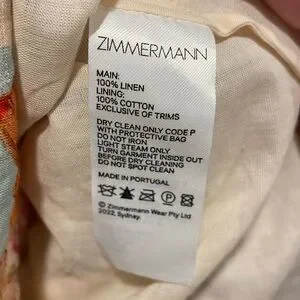 ZIMMERMANN
MAIN:
100% LINEN
LINING:
100% COTTON
EXCLUSIVE OF TRIMS
DRY CLEAN ONLY CODE P
WITH PROTECTIVE BAG
DO NOT IRON
LIGHT STEAM ONLY
TURN GARMENT INSIDE OUT
BEFORE DRY CLEANING
DO NOT SPOT CLEAN
MADE IN PORTUGAL
© Zimmermann Wear Pty Ltd
2022, Sydney.